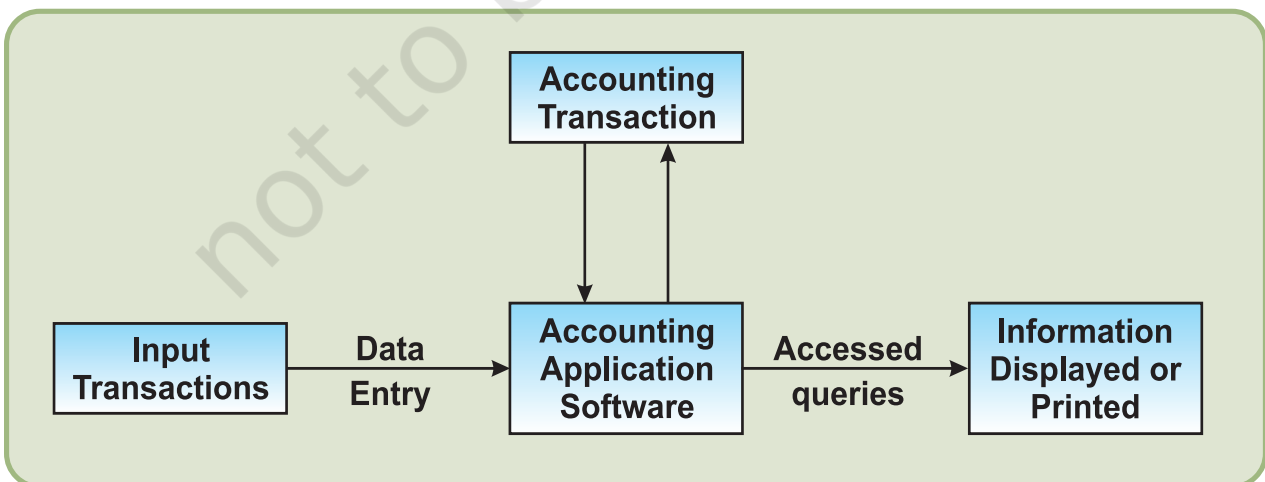 not to b
Accounting
Transaction
Input
Transactions
Data
Entry
Accounting
Application
Software
Accessed
queries
Information
Displayed or
Printed